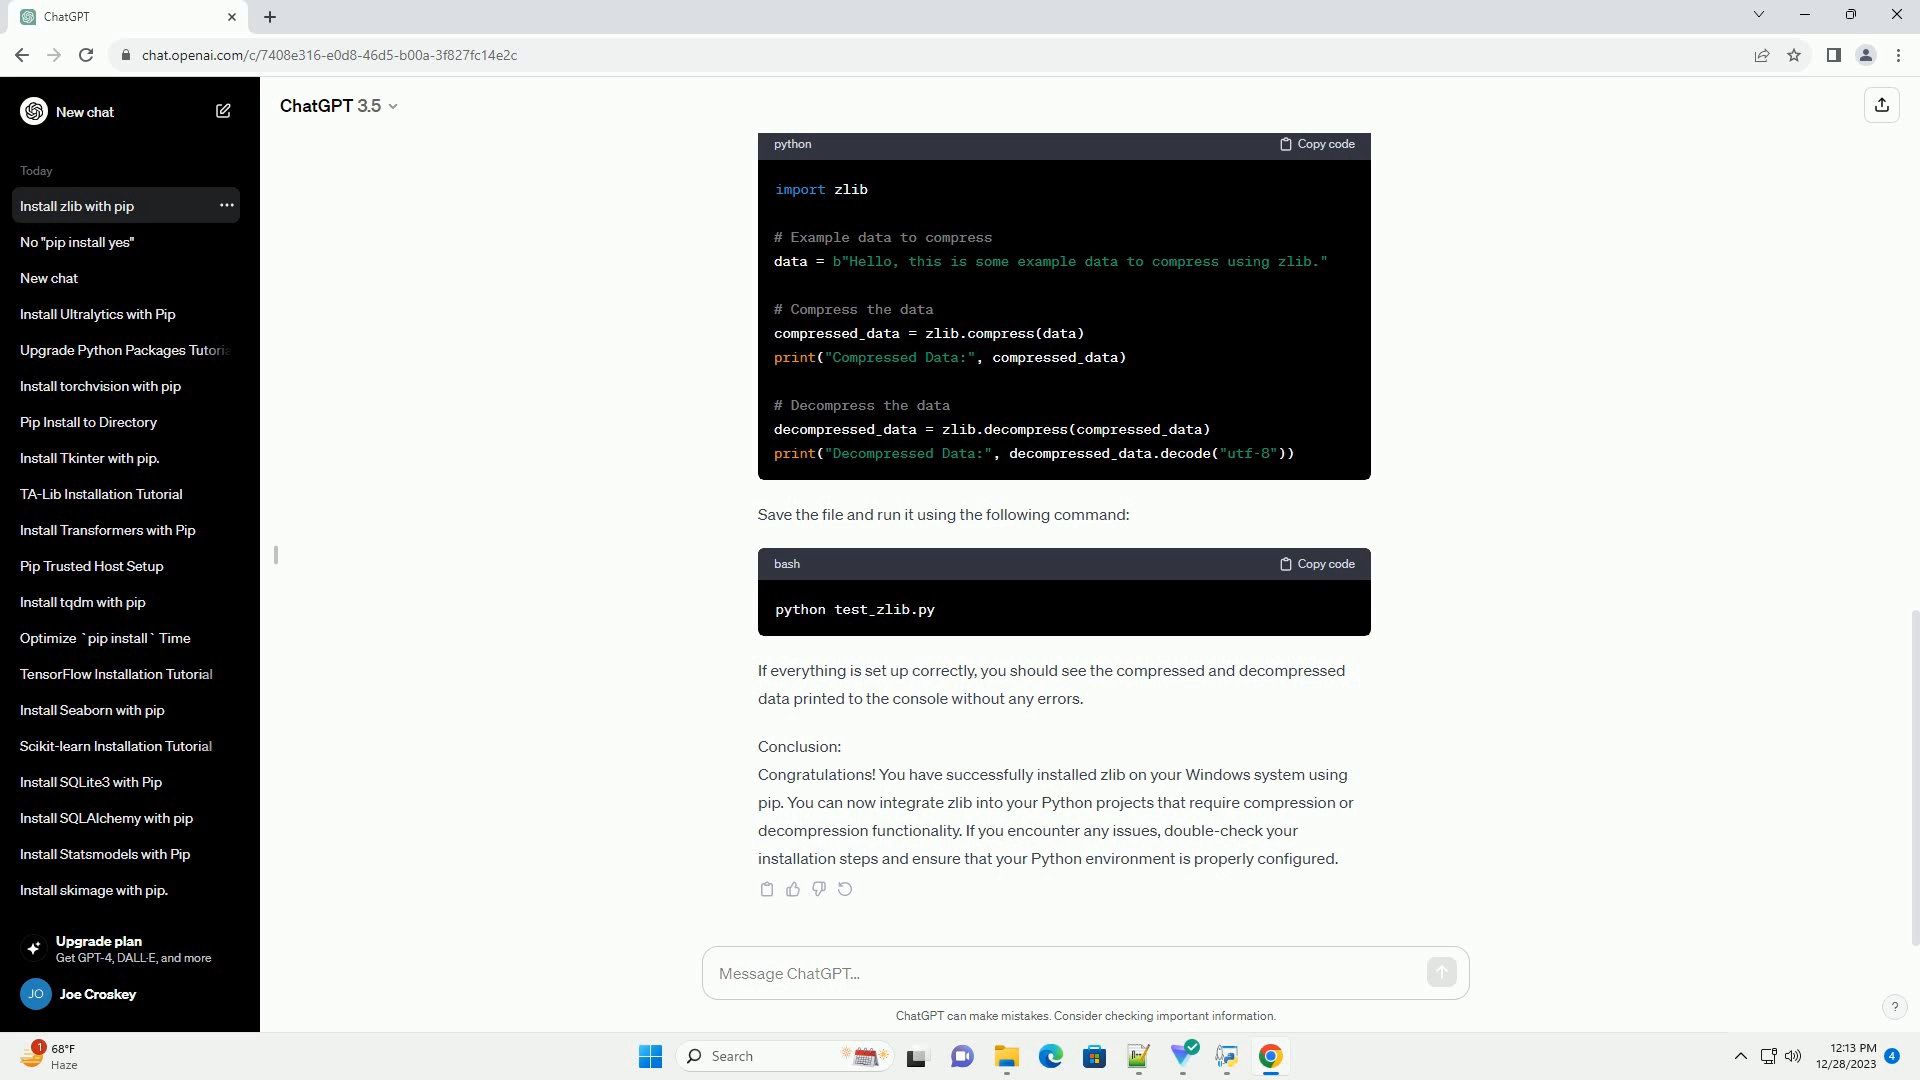 ChatGPT
chat.openai.com/c/7408e316-e0d8-46d5-b00a-3f827fc14e2c
New chat
Today
Install zlib with pip
No "pip install yes"
New chat
Install Ultralytics with Pip
Upgrade Python Packages Tutoria
Install torchvision with pip
Pip Install to Directory
Install Tkinter with pip.
TA-Lib Installation Tutorial
Install Transformers with Pip
Pip Trusted Host Setup
Install tqdm with pip
Optimize `pip install` Time
TensorFlow Installation Tutorial
Install Seaborn with pip
Scikit-learn Installation Tutorial
Install SQLite3 with Pip
Install SQLAlchemy with pip
Install Statsmodels with Pip
Install skimage with pip.
Upgrade plan
Get GPT-4, DALL·E, and more
JO Joe Croskey
ChatGPT 3.5
python Copy code
import zlib
# Example data to compress
data = b"Hello, this is some example data to compress using zlib."
# Compress the data
compressed_data = zlib.compress(data)
print("Compressed Data:", compressed_data)
# Decompress the data
decompressed_data = zlib.decompress(compressed_data)
print("Decompressed Data:", decompressed_data.decode("utf-8"))
Save the file and run it using the following command:
bash Copy code
python test_zlib.py
If everything is set up correctly, you should see the compressed and decompressed
data printed to the console without any errors.
Conclusion:
Congratulations! You have successfully installed zlib on your Windows system using
pip. You can now integrate zlib into your Python projects that require compression or
decompression functionality. If you encounter any issues, double-check your
installation steps and ensure that your Python environment is properly configured.
Message ChatGPT...
ChatGPT can make mistakes. Consider checking important information.
?
1
68°F
Haze
Search
12:13 PM
12/28/2023
4